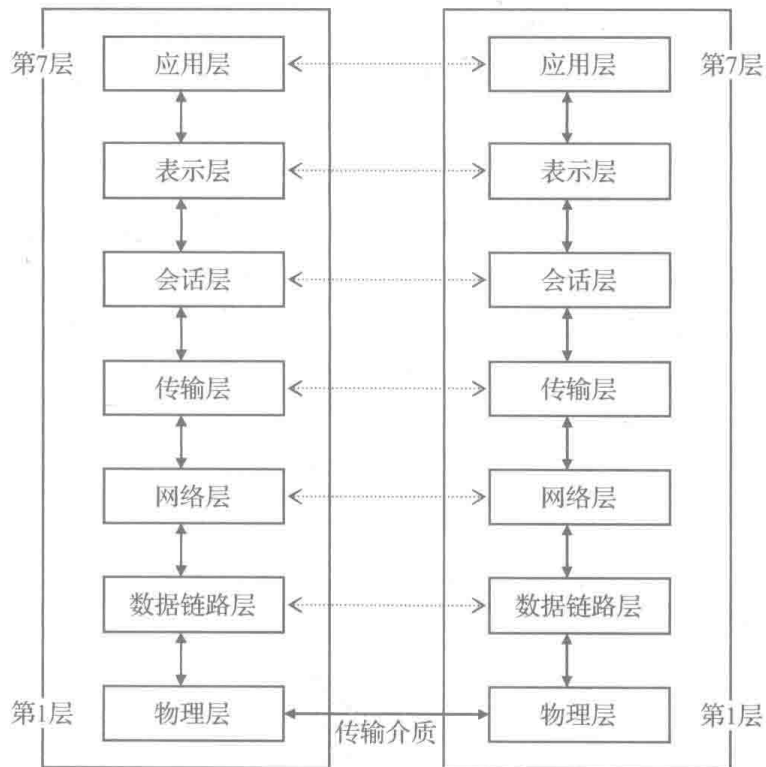 第7层 应用层 应用层 第7层
表示层 表示层
会话层 会话层
传输层 传输层
网络层 网络层
数据链路层 数据链路层
第1层 物理层 物理层 第1层
传输介质